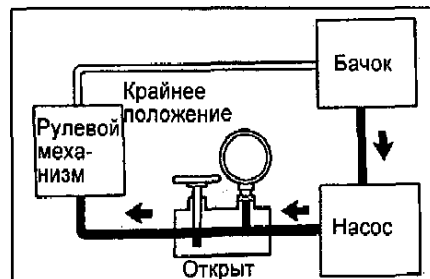 Бачок
Крайнее
положение
Рулевой
меха-
низм
Насос
Открыт